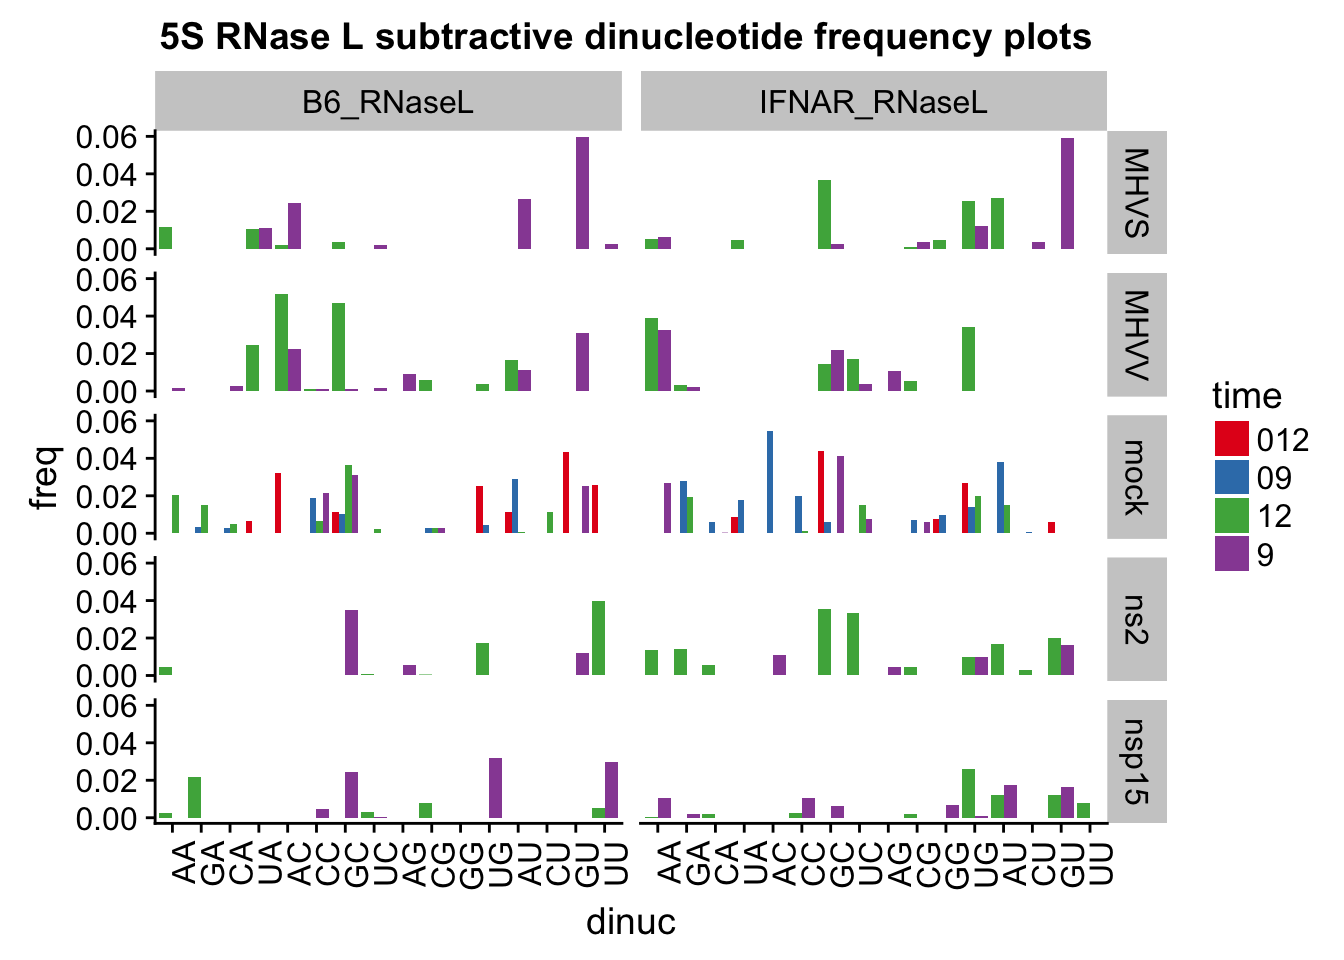 5S RNase L subtractive dinucleotide frequency plots
B6_RNaseL IFNAR_RNaseL
0.06
0.04
0.02
0.00
MHVS
0.06
0.04
0.02
0.00
MHVV
0.06
0.04
0.02
0.00
mock
0.06
0.04
0.02
0.00
ns2
0.06
0.04
0.02
0.00
nsp15
freq
AA GA CA UA AC CC GC UC AG CG GG UG AU CU GU UU
AA GA CA UA AC CC GC UC AG CG GG UG AU CU GU UU
dinuc
time
012
09
12
9